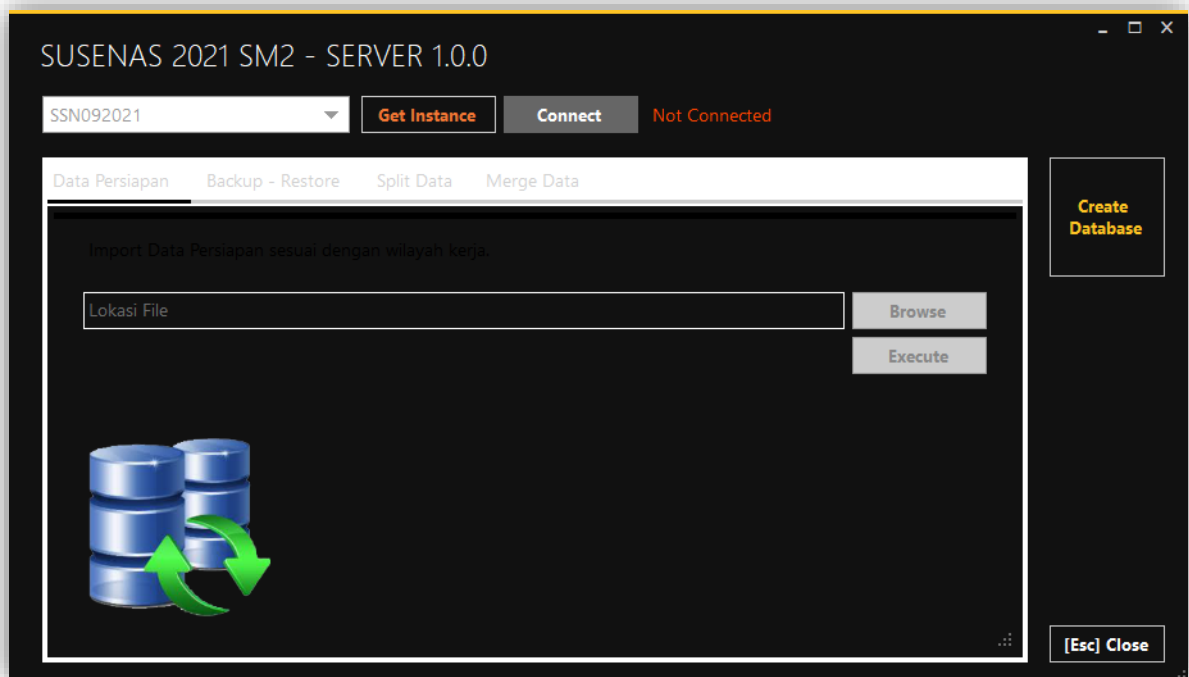 SUSENAS 2021 SM2 - SERVER 1.0.0
SSN092021 Get Instance Connect Not Connected
Data Persiapan Backup - Restore Split Data Merge Data
Create
Database
Import Data Persiapan sesuai dengan wilayah kerja.
Lokasi File Browse
Execute
[Esc] Close